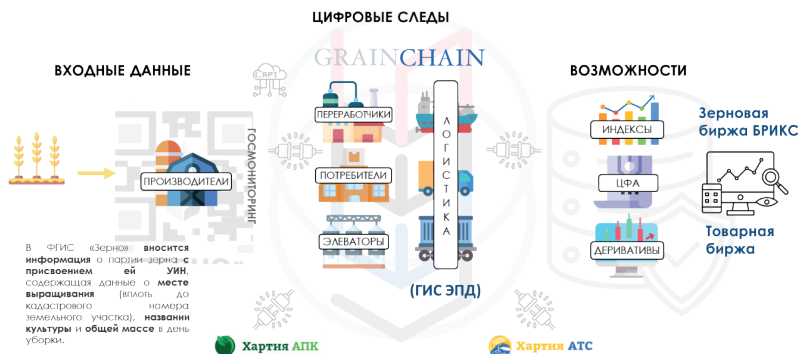 ЦИФРОВЫЕ СЛЕДЫ
GRAINCHAIN
ВХОДНЫЕ ДАННЫЕ
ВОЗМОЖНОСТИ
API
ПЕРЕРАБОТЧИКИ
ИНДЕКСЫ
Зерновая
биржа БРИКС
ГОСМОНИТОРИНГ
ЛОГИСТИКА
ПРОИЗВОДИТЕЛИ
ПОТРЕБИТЕЛИ
ЦФА
ЭЛЕВАТОРЫ
ДЕРИВАТИВЫ
Товарная
биржа
В ФГИС «Зерно» вносится
информация о партии зерна с
присвоением ей УИН,
содержащая данные о месте
выращивания (вплоть до
кадастрового номера
земельного участка), названии
культуры и общей массе в день
уборки.
(ГИС ЭПД)
Хартия АПК
Хартия АТС